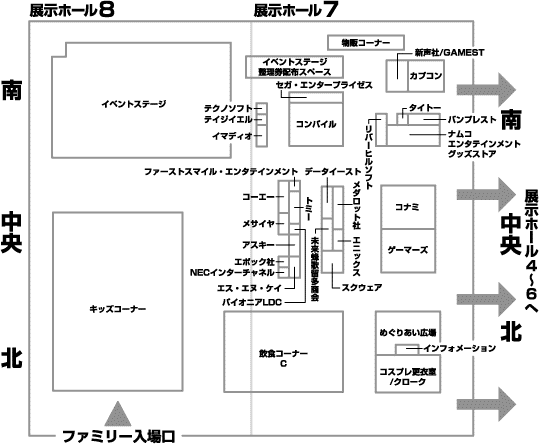 展示ホール8
展示ホール7
物販コーナー
新声社/GAMEST
イベントステージ
整理券配布スペース
カプコン
セガ・エンタープライゼス
南
イベントステージ
テクノソフト
テイジイエル
イマディオ
コンパイル
リバーヒルソフト
タイトー
バンプレスト
ナムコ
エンタテインメント
グッズストア
南
ファーストスマイル・エンタテインメント
データイースト
コーエー
トミー
メダロット社
コナミ
メサイヤ
中央
アスキー
未来蜂歌留多商会
エニックス
ゲーマーズ
中央
展示ホール4~6へ
エポック社
NECインターチャネル
エス・エヌ・ケイ
スクウェア
パイオニアLDC
キッズコーナー
飲食コーナー
C
めぐりあい広場
インフォメーション
コスプレ更衣室
/クローク
北
北
ファミリー入場口